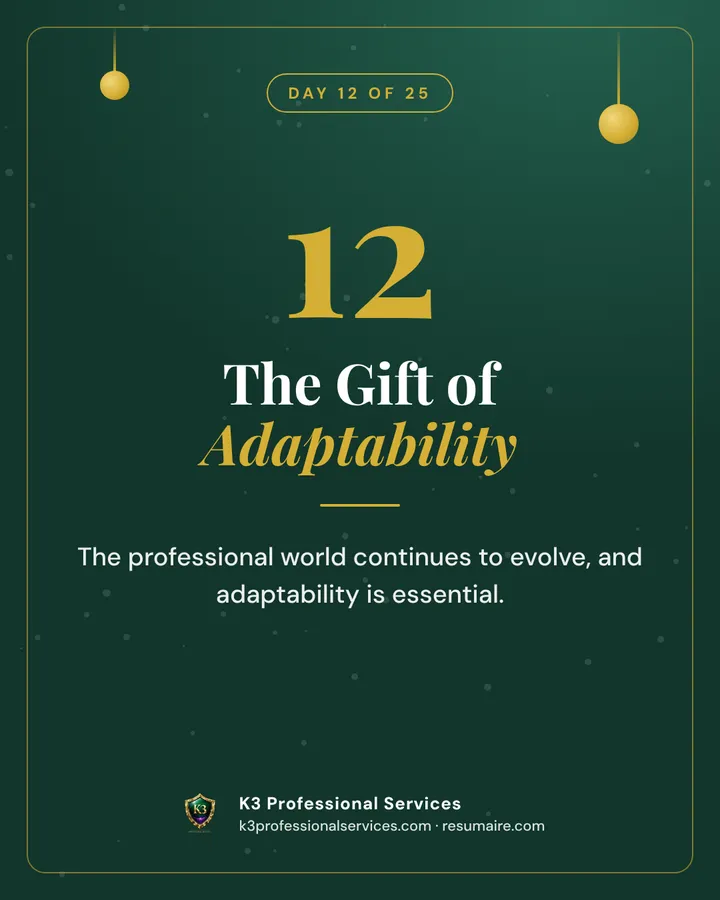 DAY 12 OF 25
12
The Gift of
Adaptability
The professional world continues to evolve, and
adaptability is essential.
K3
K3 Professional Services
k3professionalservices.com · resumaire.com